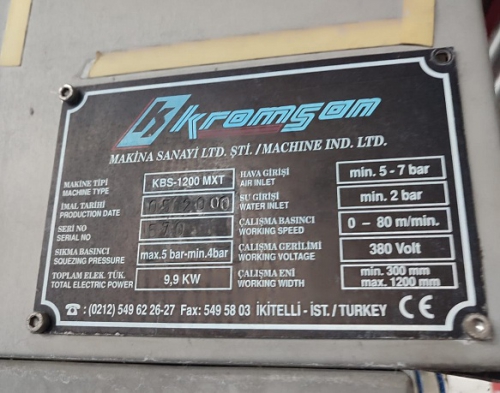 Kromsan
MAKİNA SANAYİ LTD. ŞTİ. / MACHINE IND. LTD.
MAKİNE TİPİ
MACHINE TYPE
KBS-1200 MXT
HAVA GİRİŞİ
AIR INLET
min. 5 - 7 bar
İMAL TARİHİ
PRODUCTION DATE
SU GİRİŞİ
WATER INLET
min. 2 bar
SERİ NO
SERIAL NO
ÇALIŞMA BASINCI
WORKING SPEED
0 – 80 m/min.
SIKMA BASINCI
SQUEZING PRESSURE
max.5 bar-min.4bar
ÇALIŞMA GERİLİMİ
WORKING VOLTAGE
380 Volt
TOPLAM ELEK. TÜK.
TOTAL ELECTRIC POWER
9,9 KW
ÇALIŞMA ENİ
WORKING WIDTH
min. 300 mm
max. 1200 mm
☎ : (0212) 549 62 26-27 Fax: 549 58 03 İKİTELLİ - İST. / TURKEY CE